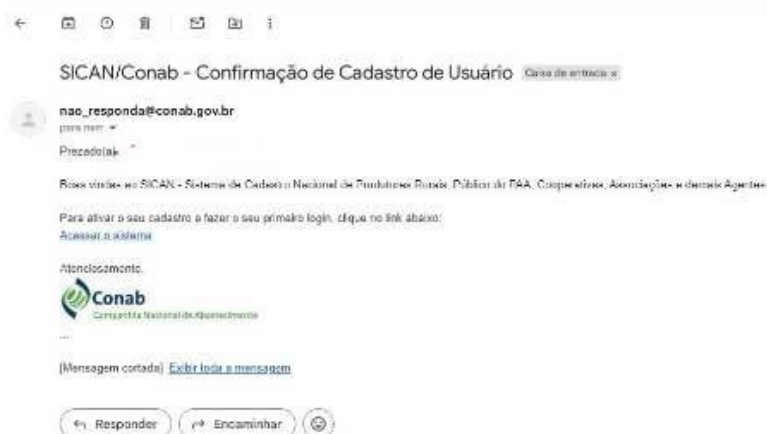 SICAN/Conab - Confirmação de Cadastro de Usuário Caixa de entrada x
nao_responda@conab.gov.br
para mim
Prezado(a),
Boas vindas ao SICAN - Sistema de Cadastro Nacional de Produtores Rurais, Público do PAA, Cooperativas, Associações e demais Agentes
Para ativar o seu cadastro e fazer o seu primeiro login, clique no link abaixo:
Acessar o sistema
Atenciosamente,
Conab
Companhia Nacional de Abastecimento
...
[Mensagem cortada] Exibir toda a mensagem
Responder Encaminhar